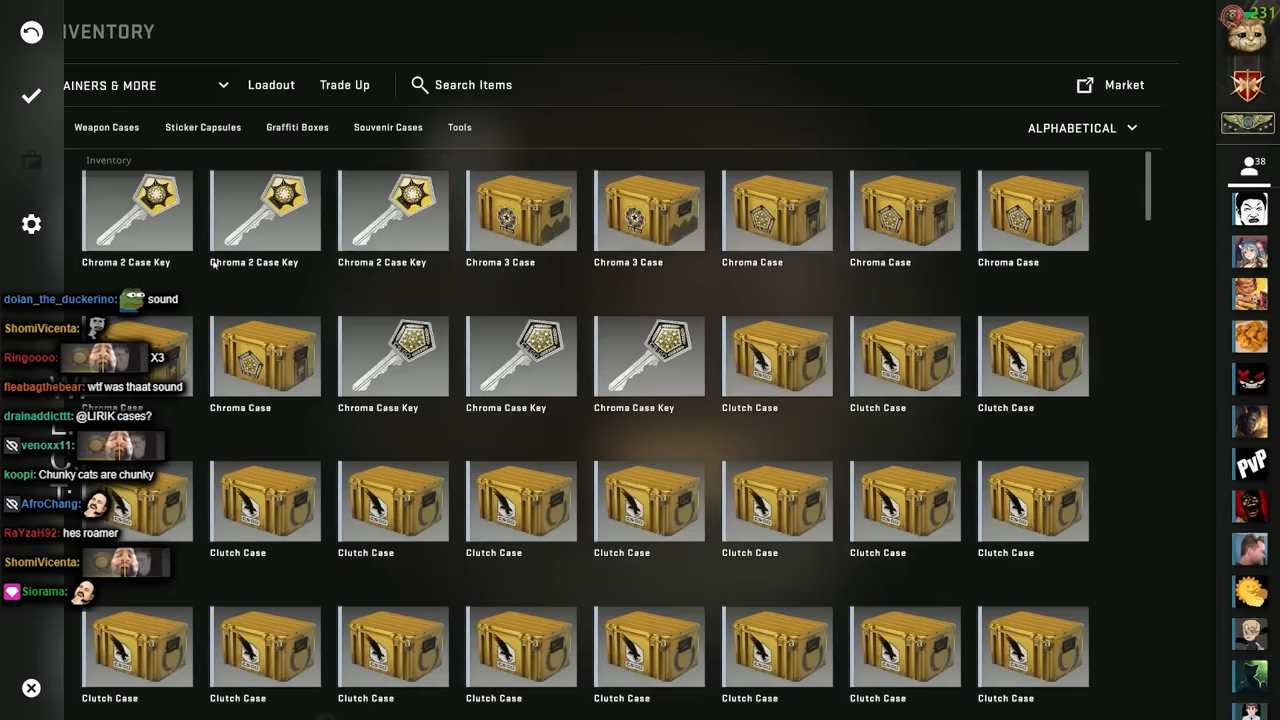 NVENTORY
231
AINERS & MORE
Loadout
Trade Up
Search Items
Market
Weapon Cases
Sticker Capsules
Graffiti Boxes
Souvenir Cases
Tools
ALPHABETICAL
38
Inventory
Chroma 2 Case Key
Chroma 2 Case Key
Chroma 2 Case Key
Chroma 3 Case
Chroma 3 Case
Chroma Case
Chroma Case
Chroma Case
dolan_the_duckerino: sound
ShomiVicenta:
Ringoooo: X3
fleabagthebear: wtf was thaat sound
Chroma Case
Chroma Case
Chroma Case Key
Chroma Case Key
Chroma Case Key
Clutch Case
Clutch Case
Clutch Case
drainaddicttt: @LIRIK cases?
venoxx11:
PVP
koopi: Chunky cats are chunky
AfroChang:
RaYzaH92: hes roamer
Clutch Case
Clutch Case
Clutch Case
Clutch Case
Clutch Case
Clutch Case
Clutch Case
ShomiVicenta:
Siorama:
Clutch Case
Clutch Case
Clutch Case
Clutch Case
Clutch Case
Clutch Case
Clutch Case
Clutch Case